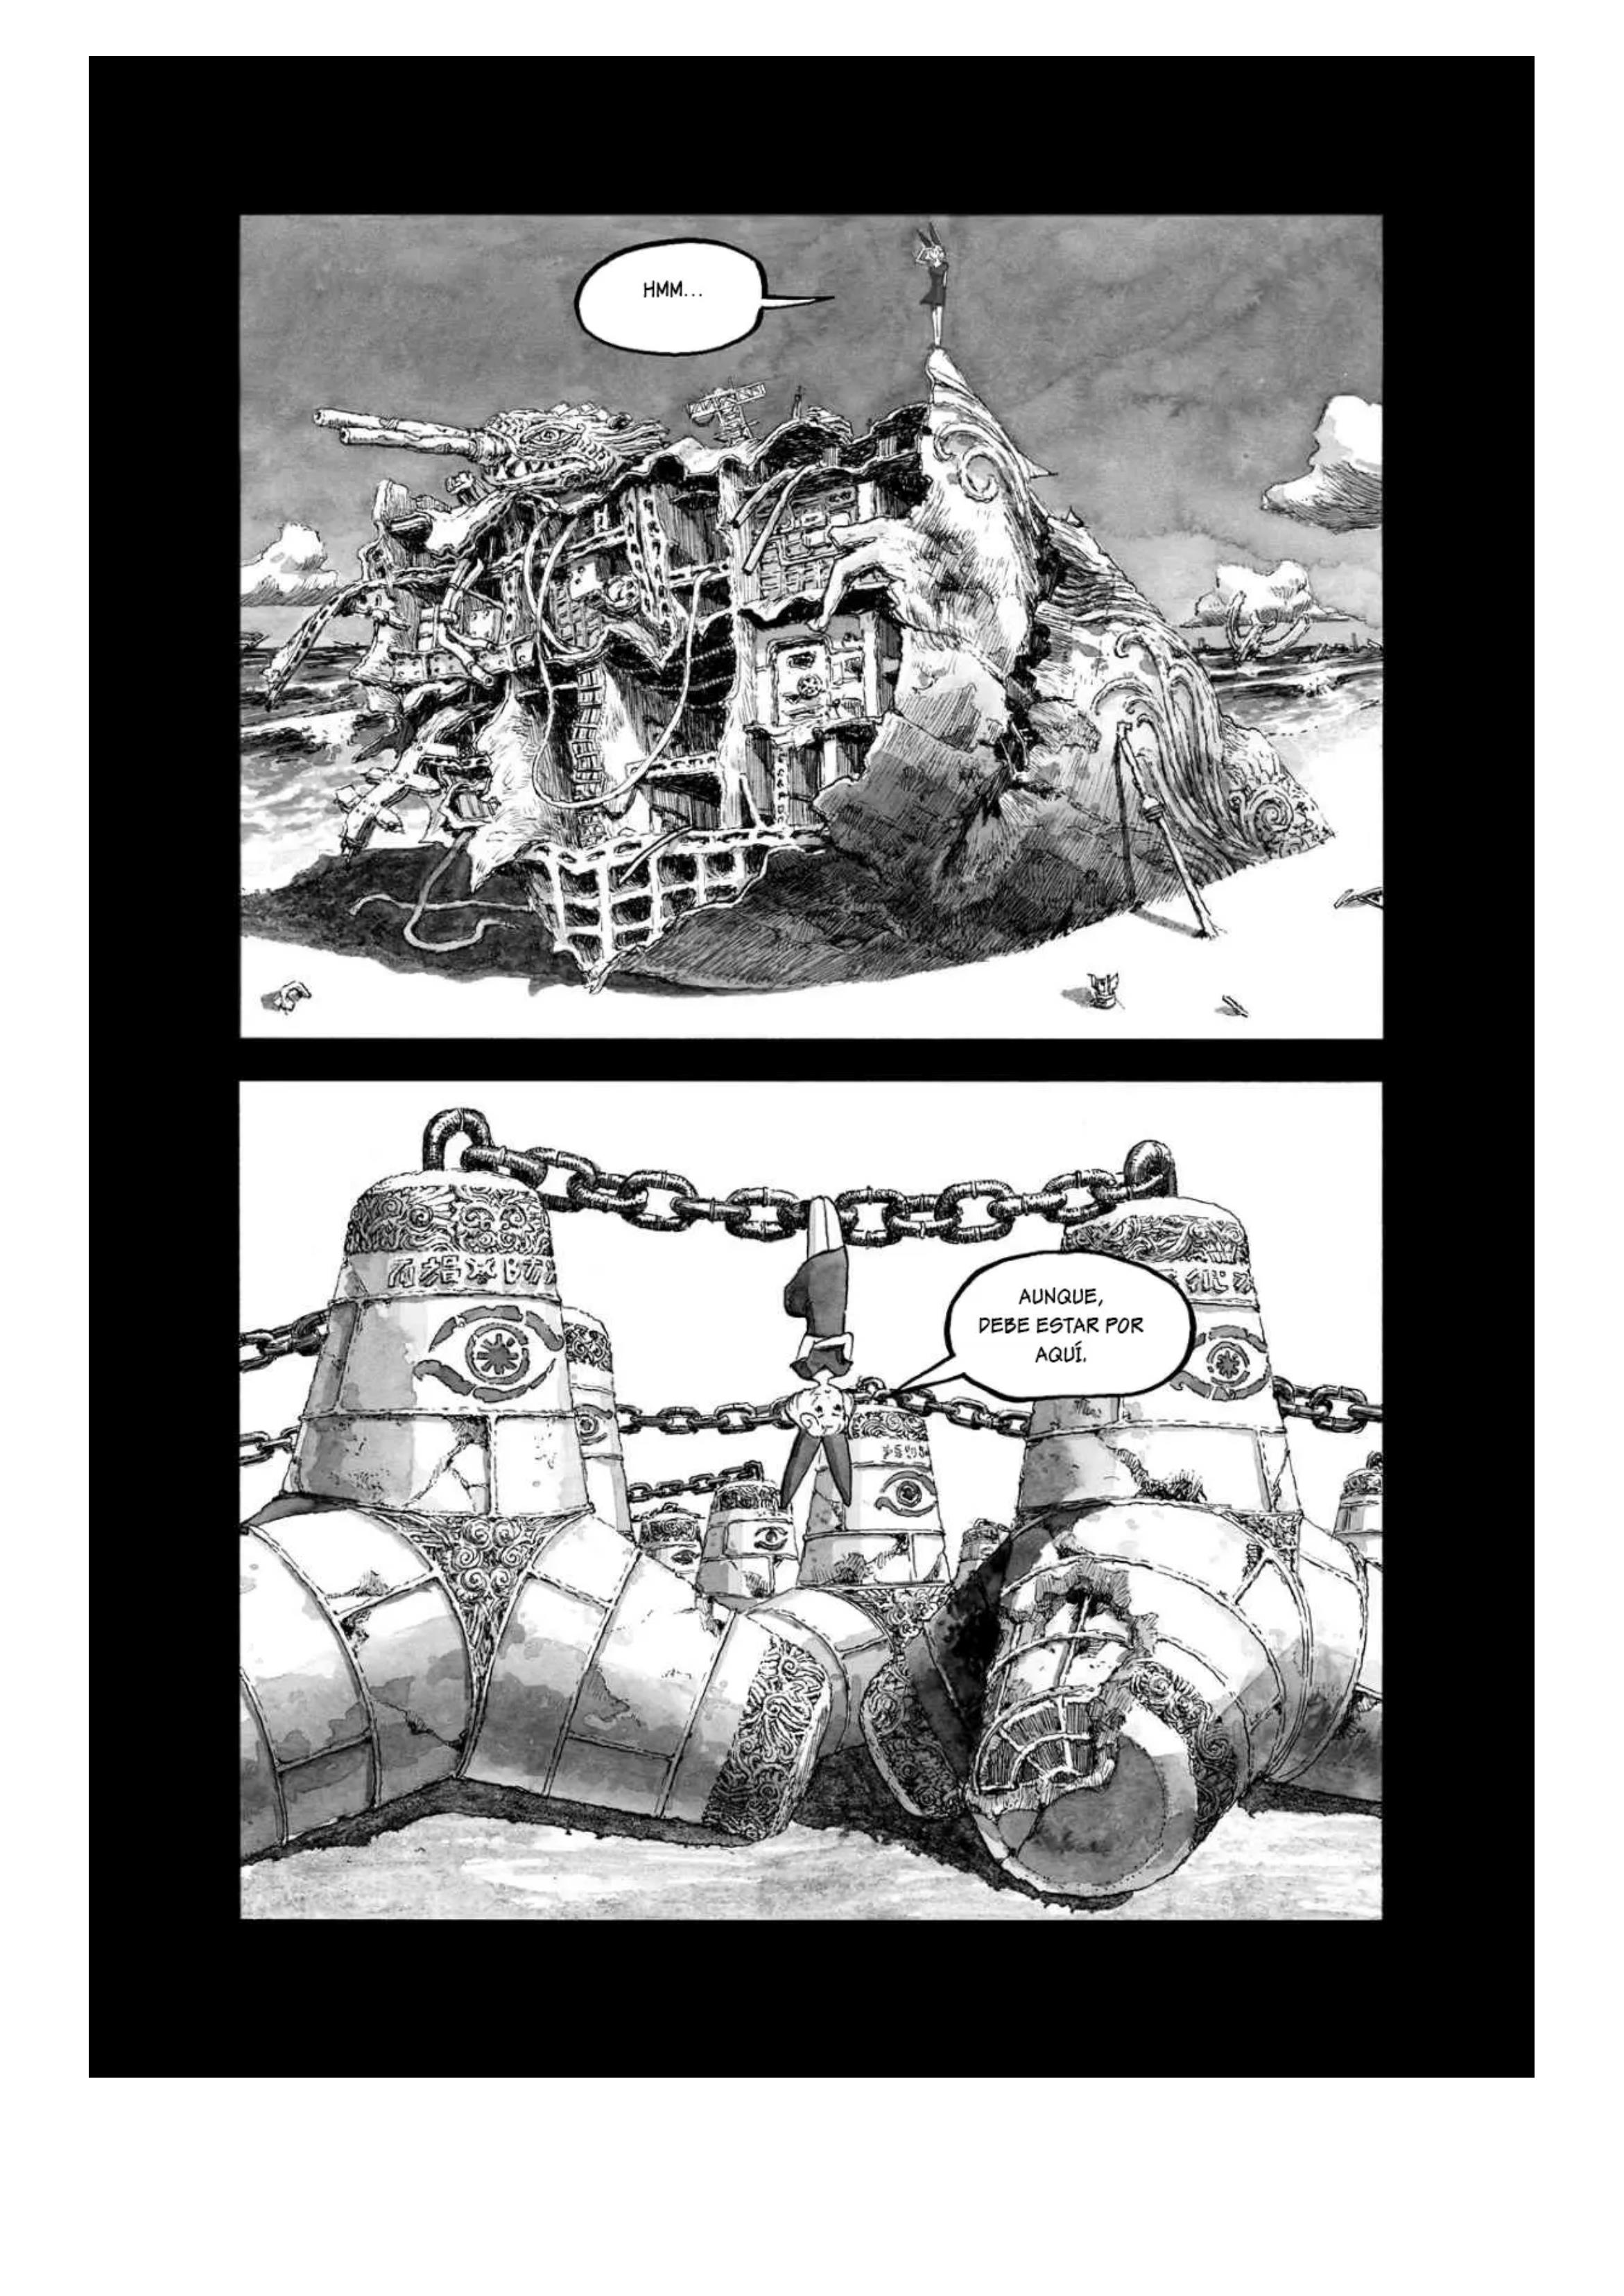 HMM...
AUNQUE,
DEBE ESTAR POR
AQUÍ.